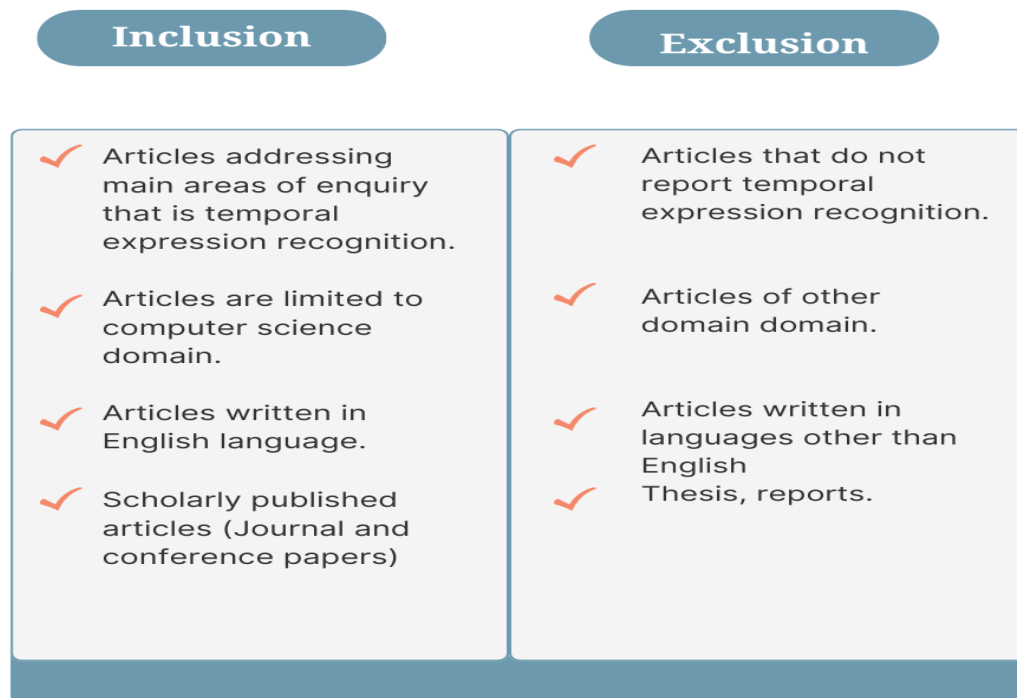 Inclusion
Exclusion
Articles addressing
main areas of enquiry
that is temporal
expression recognition.
Articles are limited to
computer science
domain.
Articles written in
English language.
Scholarly published
articles (Journal and
conference papers)
Articles that do not
report temporal
expression recognition.
Articles of other
domain domain.
Articles written in
languages other than
English
Thesis, reports.